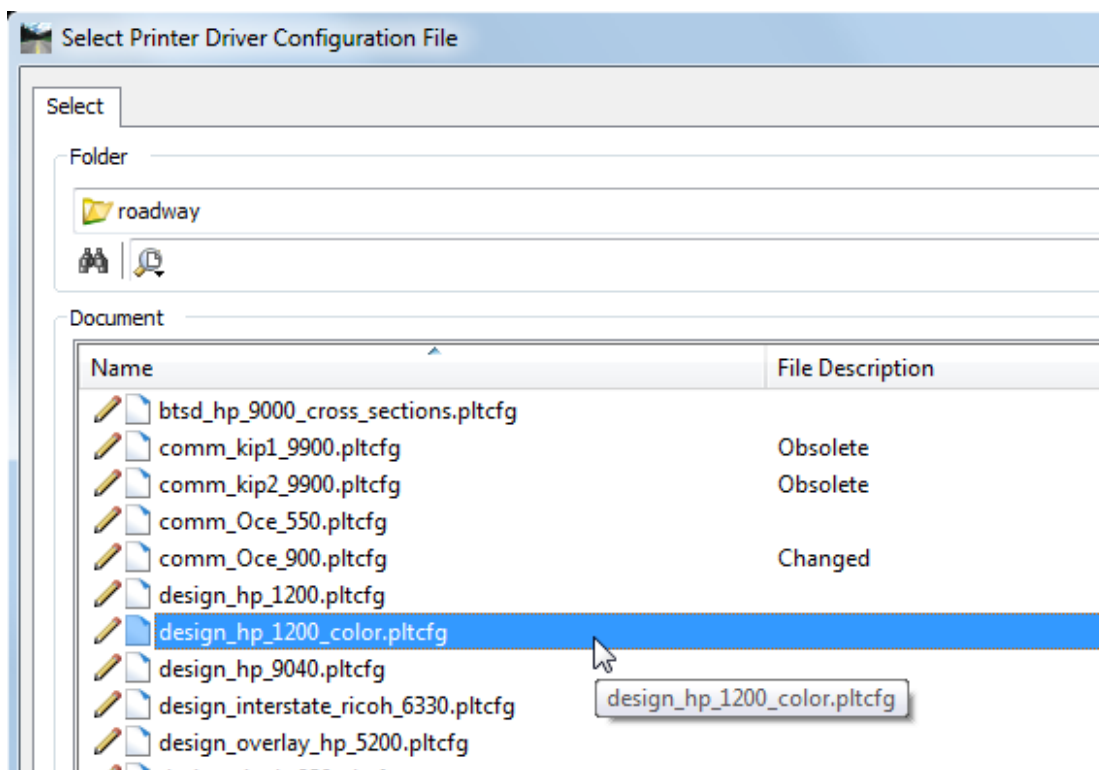 Select Printer Driver Configuration File
Select
Folder
roadway
Document
Name File Description
btsd_hp_9000_cross_sections.pltcfg
comm_kip1_9900.pltcfg Obsolete
comm_kip2_9900.pltcfg Obsolete
comm_Oce_550.pltcfg
comm_Oce_900.pltcfg Changed
design_hp_1200.pltcfg
design_hp_1200_color.pltcfg
design_hp_9040.pltcfg
design_hp_1200_color.pltcfg
design_interstate_ricoh_6330.pltcfg
design_overlay_hp_5200.pltcfg